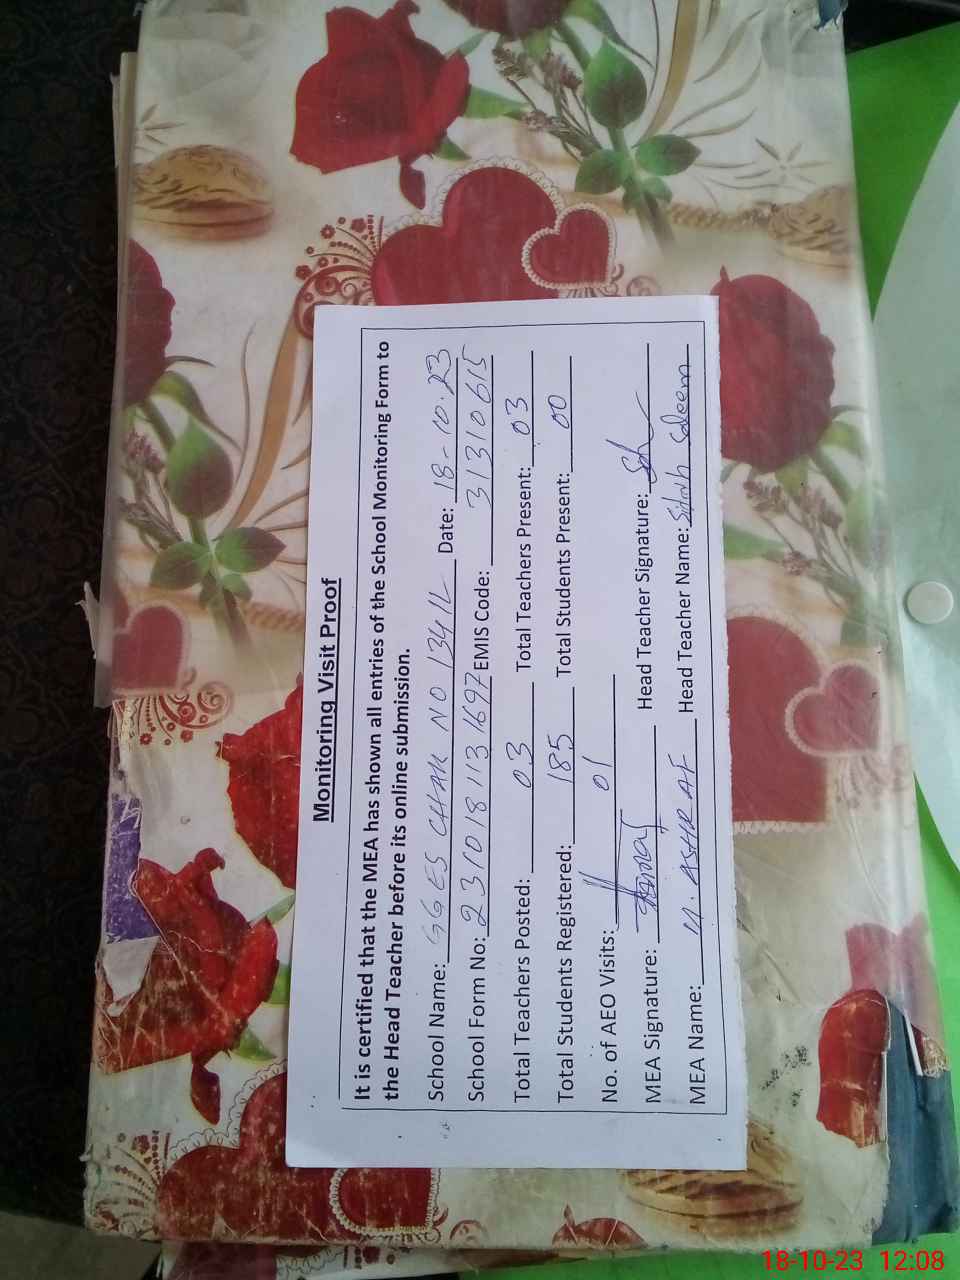 Monitoring Visit Proof
It is certified that the MEA has shown all entries of the School Monitoring Form to
the Head Teacher before its online submission.
School Name: GGES CHAK NO 134 1L Date: 18-10-23
School Form No: 2310181131697 EMIS Code: 31310615
Total Teachers Posted: 03 Total Teachers Present: 03
Total Students Registered: 185 Total Students Present: 00
No. of AEO Visits: 01
MEA Signature: Head Teacher Signature:
MEA Name: M. ASHRAF Head Teacher Name: Sidrah Saleem
18-10-23 12:08